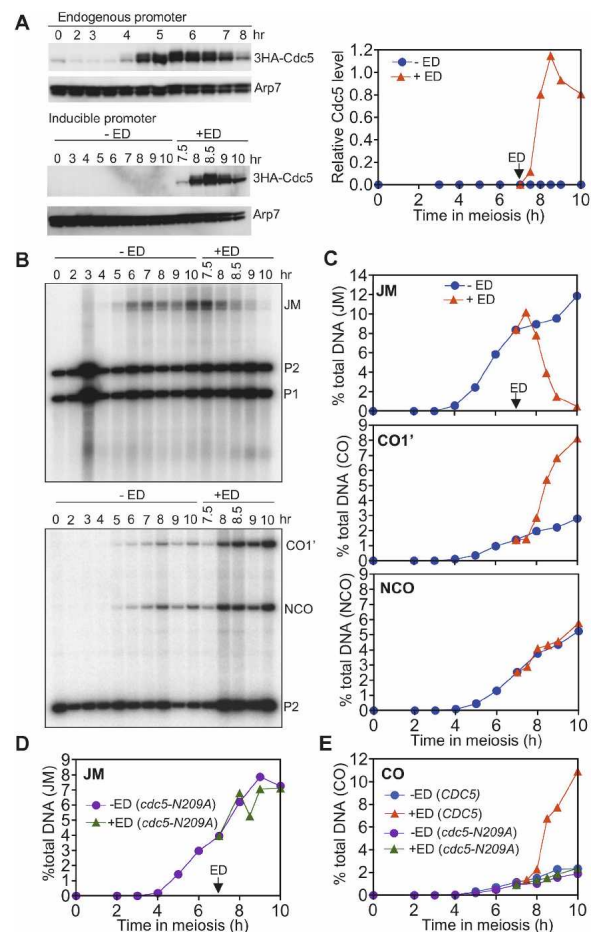 A
Endogenous promoter
0 2 3 4 5 6 7 8 hr
3HA-Cdc5
Arp7
Inducible promoter
- ED +ED
0 3 4 5 6 7 8 9 10 7.5 8 8.5 9 10 hr
3HA-Cdc5
Arp7
Relative Cdc5 level
1.2
1.0
0.8
0.6
0.4
0.2
0.0
- ED
+ ED
ED
0 2 4 6 8 10
Time in meiosis (h)
B
- ED +ED
0 2 3 4 5 6 7 8 9 10 7.5 8 8.5 9 10 hr
JM
P2
P1
- ED +ED
0 2 3 4 5 6 7 8 9 10 7.5 8 8.5 9 10 hr
CO1'
NCO
P2
C
% total DNA (JM)
14
12
10
8
6
4
2
0
JM
- ED
+ ED
ED
% total DNA (CO)
9
8
7
6
5
4
3
2
1
0
CO1'
% total DNA (NCO)
9
8
7
6
5
4
3
2
1
0
NCO
0 2 4 6 8 10
Time in meiosis (h)
D
%total DNA (JM)
9
8
7
6
5
4
3
2
1
0
JM
-ED (cdc5-N209A)
+ED (cdc5-N209A)
ED
0 2 4 6 8 10
Time in meiosis (h)
E
% total DNA (CO)
12
10
8
6
4
2
0
CO
-ED (CDC5)
+ED (CDC5)
-ED (cdc5-N209A)
+ED (cdc5-N209A)
0 2 4 6 8 10
Time in meiosis (h)